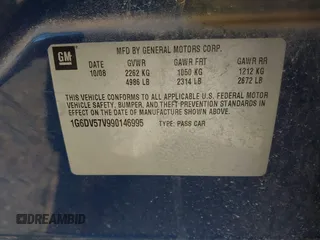 GM
MFD BY GENERAL MOTORS CORP.
DATE GVWR GAWR FRT GAWR RR
10/08 2262 KG 1050 KG 1212 KG
4986 LB 2314 LB 2672 LB
THIS VEHICLE CONFORMS TO ALL APPLICABLE U.S. FEDERAL MOTOR
VEHICLE SAFETY, BUMPER, AND THEFT PREVENTION STANDARDS IN
EFFECT ON THE DATE OF MANUFACTURE SHOWN ABOVE.
1G6DV57V990146995 TYPE: PASS CAR
DREAMBID